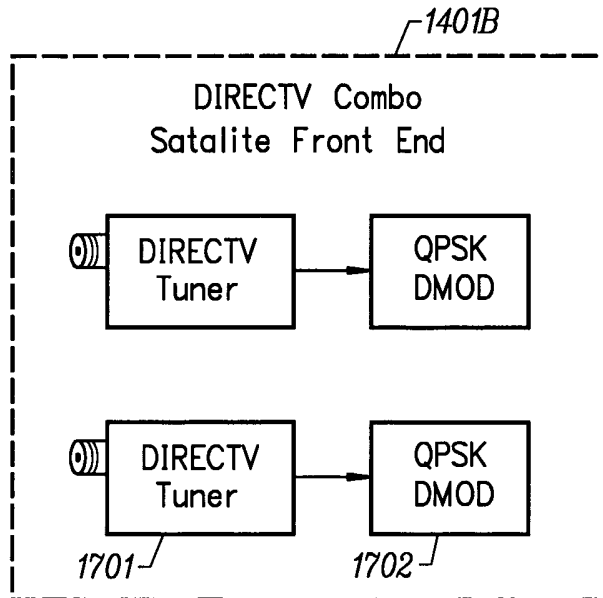 1401B
DIRECTV Combo
Satalite Front End
DIRECTV
Tuner
QPSK
DMOD
DIRECTV
Tuner
QPSK
DMOD
1701
1702